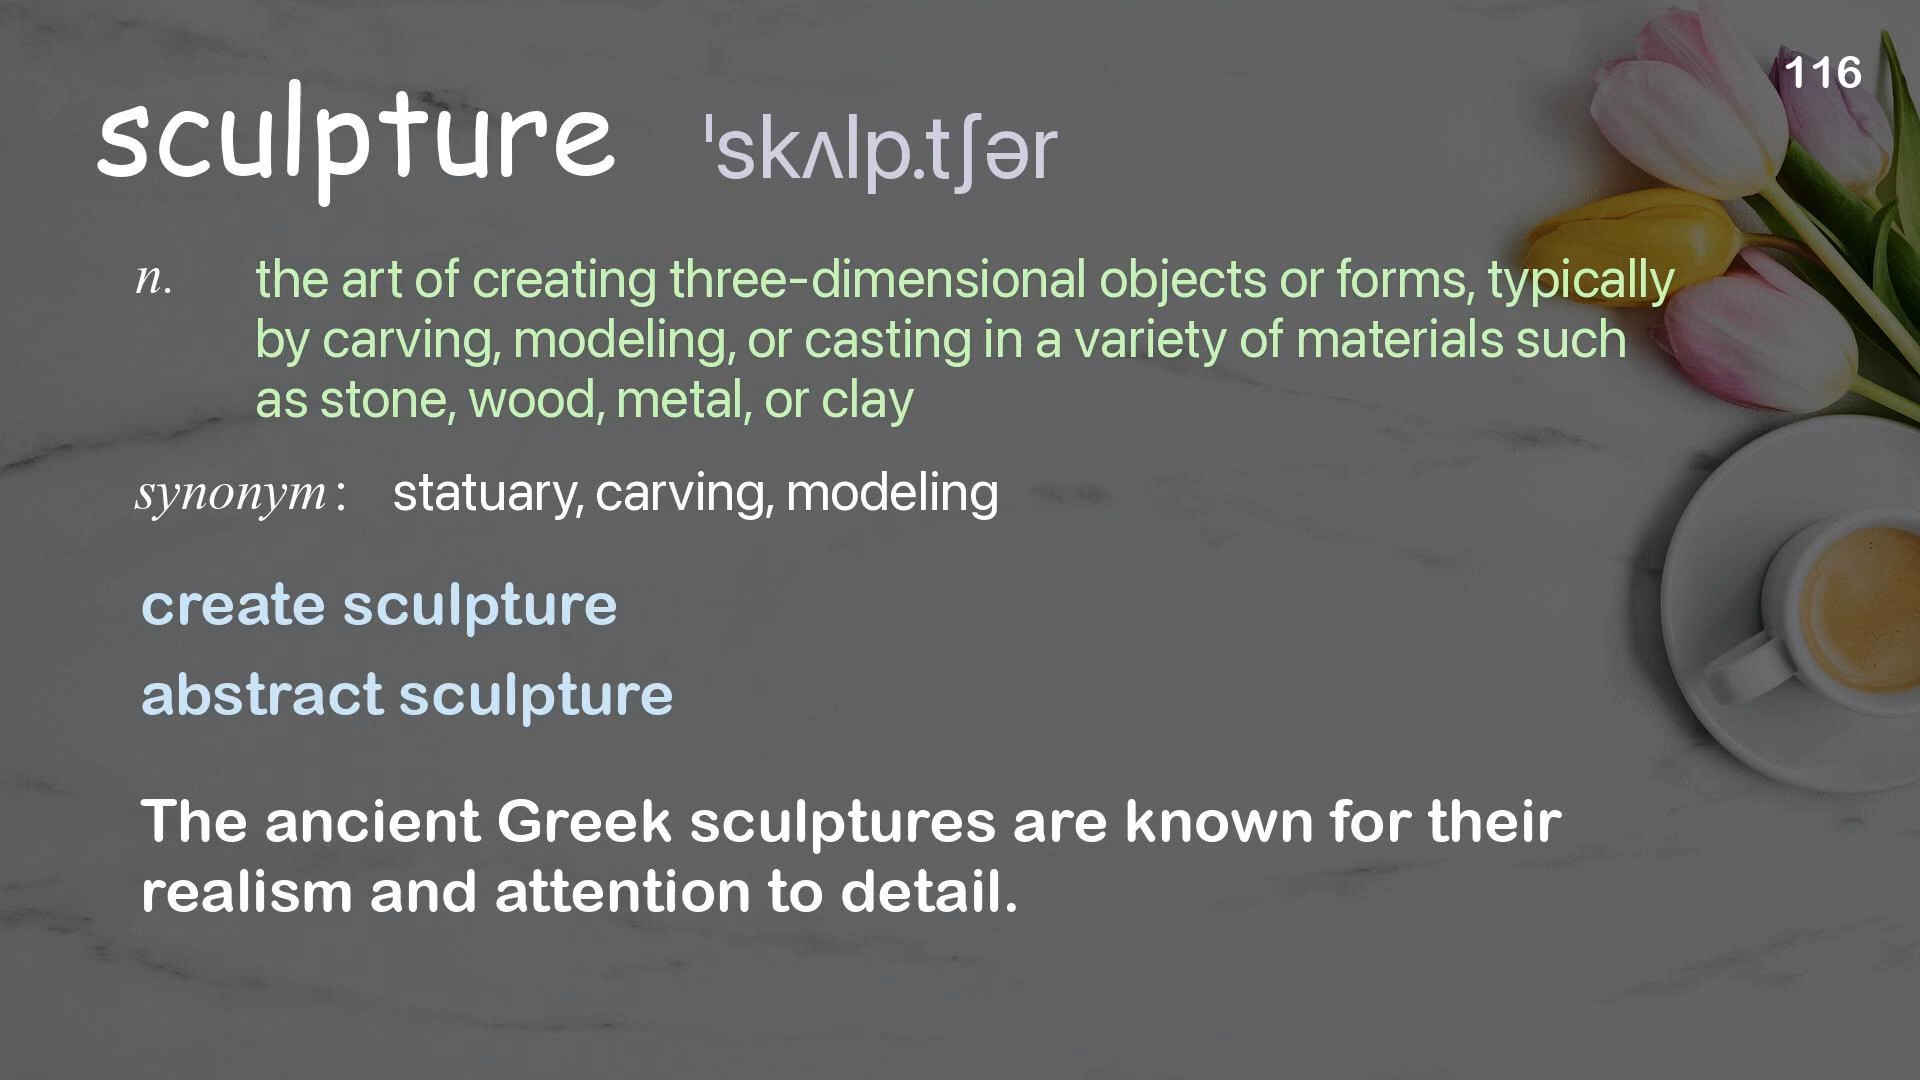 116
sculpture ˈskʌlp.tʃər
n. the art of creating three-dimensional objects or forms, typically
by carving, modeling, or casting in a variety of materials such
as stone, wood, metal, or clay
synonym: statuary, carving, modeling
create sculpture
abstract sculpture
The ancient Greek sculptures are known for their
realism and attention to detail.